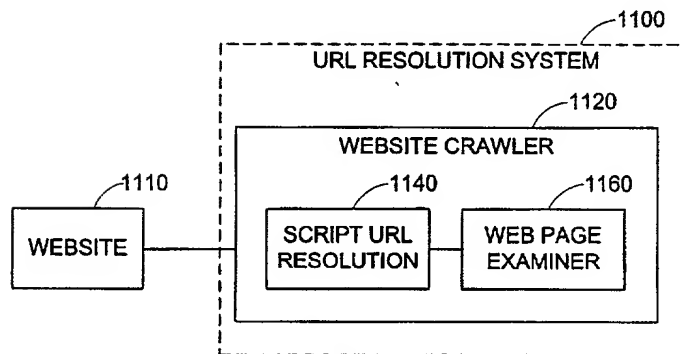 1100
URL RESOLUTION SYSTEM
1120
WEBSITE CRAWLER
1110
1140
1160
WEBSITE
SCRIPT URL
RESOLUTION
WEB PAGE
EXAMINER